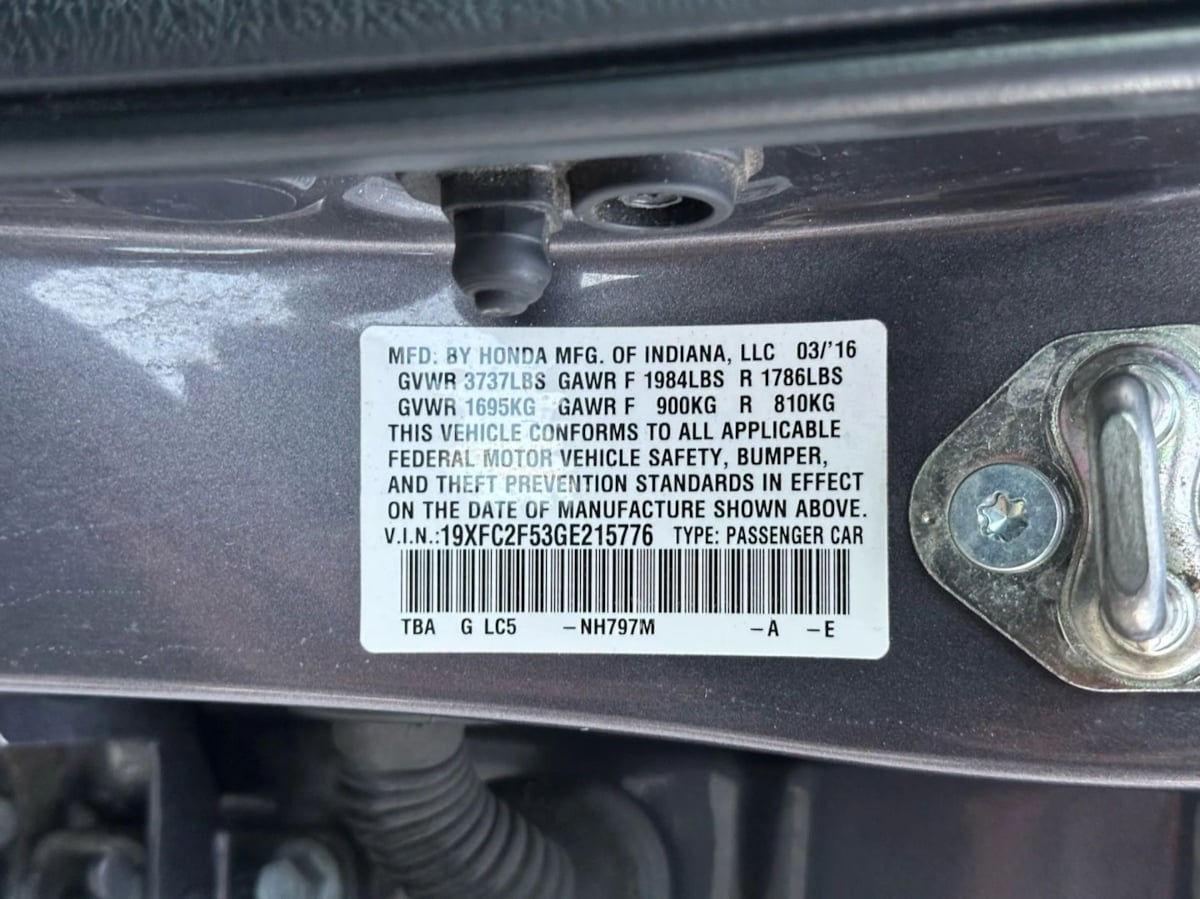 MFD. BY HONDA MFG. OF INDIANA, LLC 03/'16
GVWR 3737LBS GAWR F 1984LBS R 1786LBS
GVWR 1695KG GAWR F 900KG R 810KG
THIS VEHICLE CONFORMS TO ALL APPLICABLE
FEDERAL MOTOR VEHICLE SAFETY, BUMPER,
AND THEFT PREVENTION STANDARDS IN EFFECT
ON THE DATE OF MANUFACTURE SHOWN ABOVE.
V.I.N.:19XFC2F53GE215776 TYPE: PASSENGER CAR
TBA G LC5 –NH797M –A –E